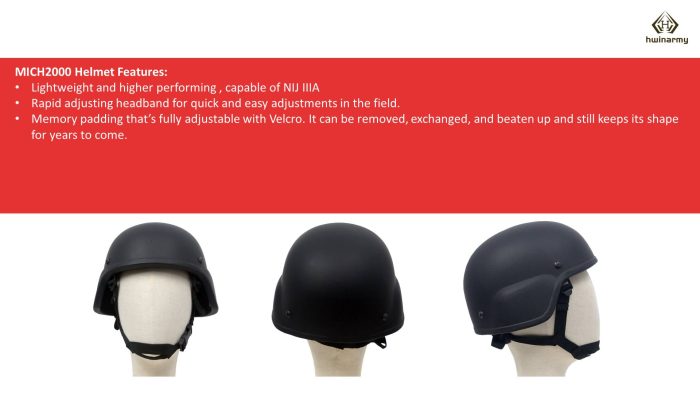 hwinarmy
MICH2000 Helmet Features:
• Lightweight and higher performing , capable of NIJ IIIA
• Rapid adjusting headband for quick and easy adjustments in the field.
• Memory padding that’s fully adjustable with Velcro. It can be removed, exchanged, and beaten up and still keeps its shape
for years to come.